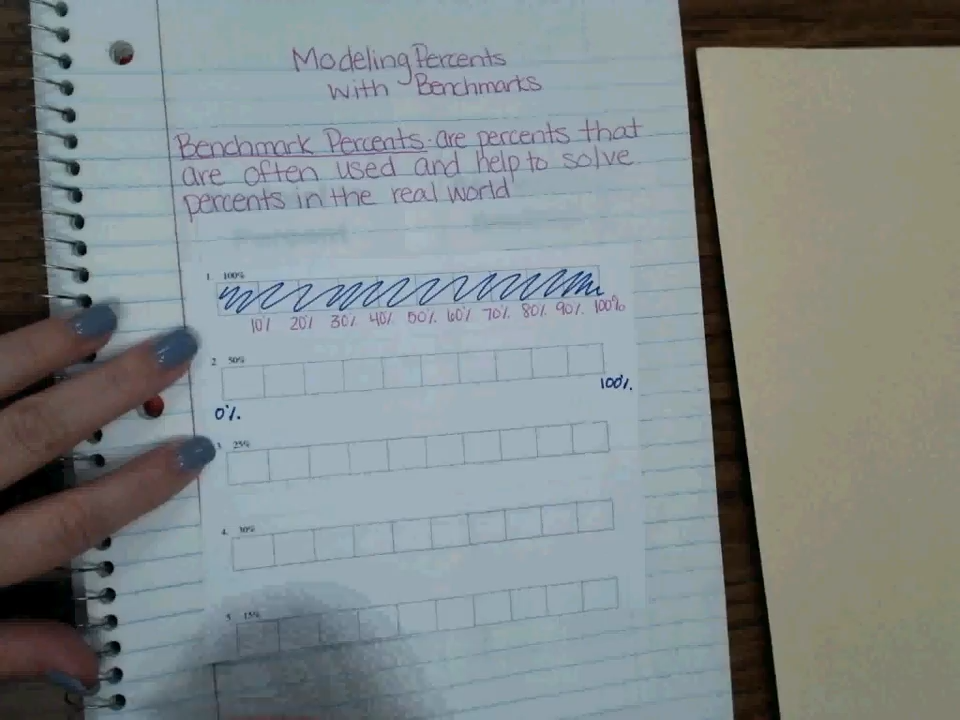 Modeling Percents
with Benchmarks
Benchmark Percents- are percents that
are often used and help to solve
percents in the real world
1. 100%
10% 20% 30% 40% 50% 60% 70% 80% 90% 100%
2. 50%
0% 100%
3. 25%
4.
5. 15%